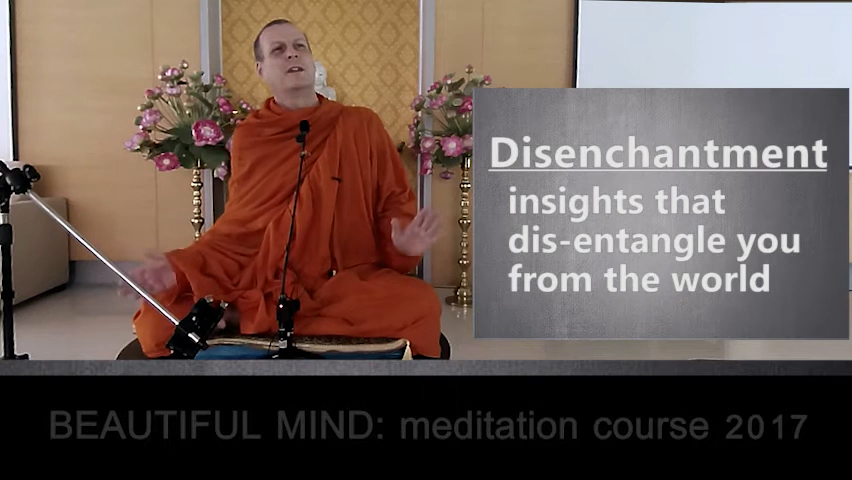 Disenchantment
insights that
dis-entangle you
from the world
BEAUTIFUL MIND: meditation course 2017